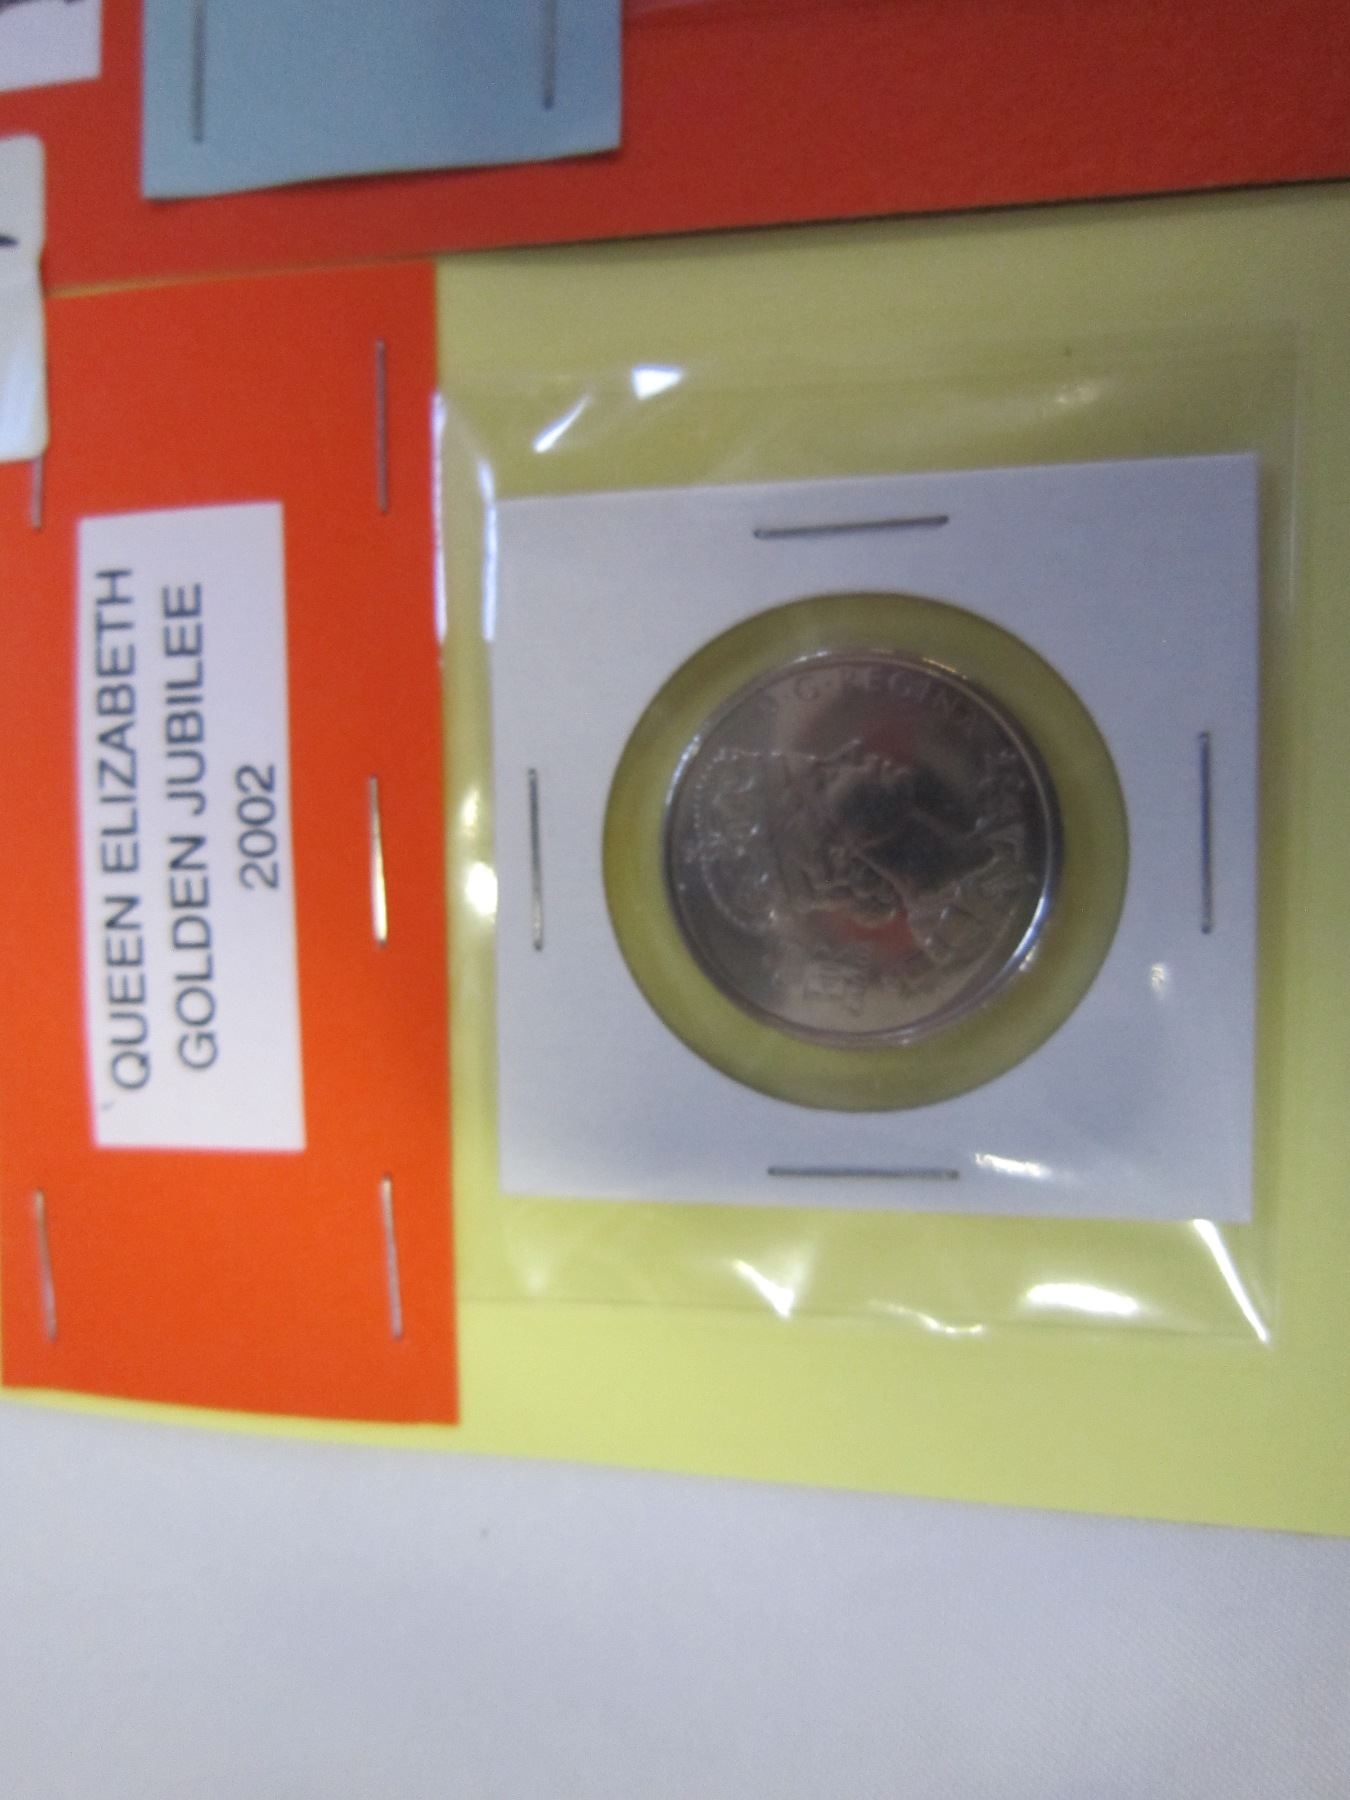 QUEEN ELIZABETH
GOLDEN JUBILEE
2002
D·G·REGINA